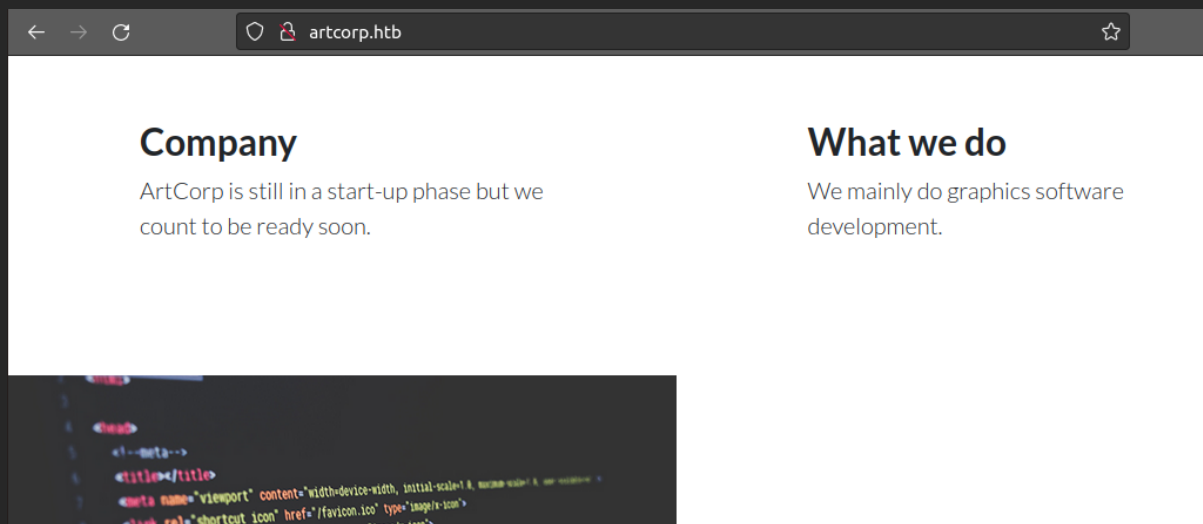 artcorp.htb
Company
What we do
ArtCorp is still in a start-up phase but we
count to be ready soon.
We mainly do graphics software
development.
<head>
<!--meta-->
<title></title>
<meta name="viewport" content="width=device-width, initial-scale=1.0,
rel="shortcut icon" href="/favicon.ico" type="image/x-icon">